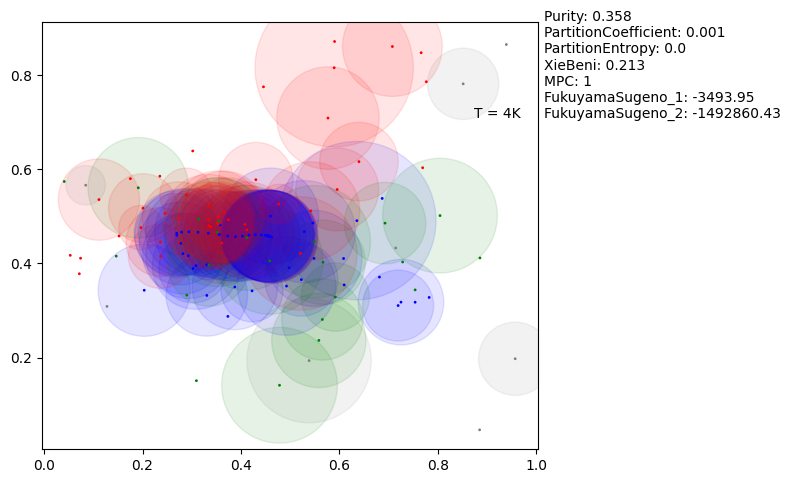 Purity: 0.358
PartitionCoefficient: 0.001
PartitionEntropy: 0.0
XieBeni: 0.213
MPC: 1
FukuyamaSugeno_1: -3493.95
FukuyamaSugeno_2: -1492860.43
T = 4K
0.8
0.6
0.4
0.2
0.0 0.2 0.4 0.6 0.8 1.0